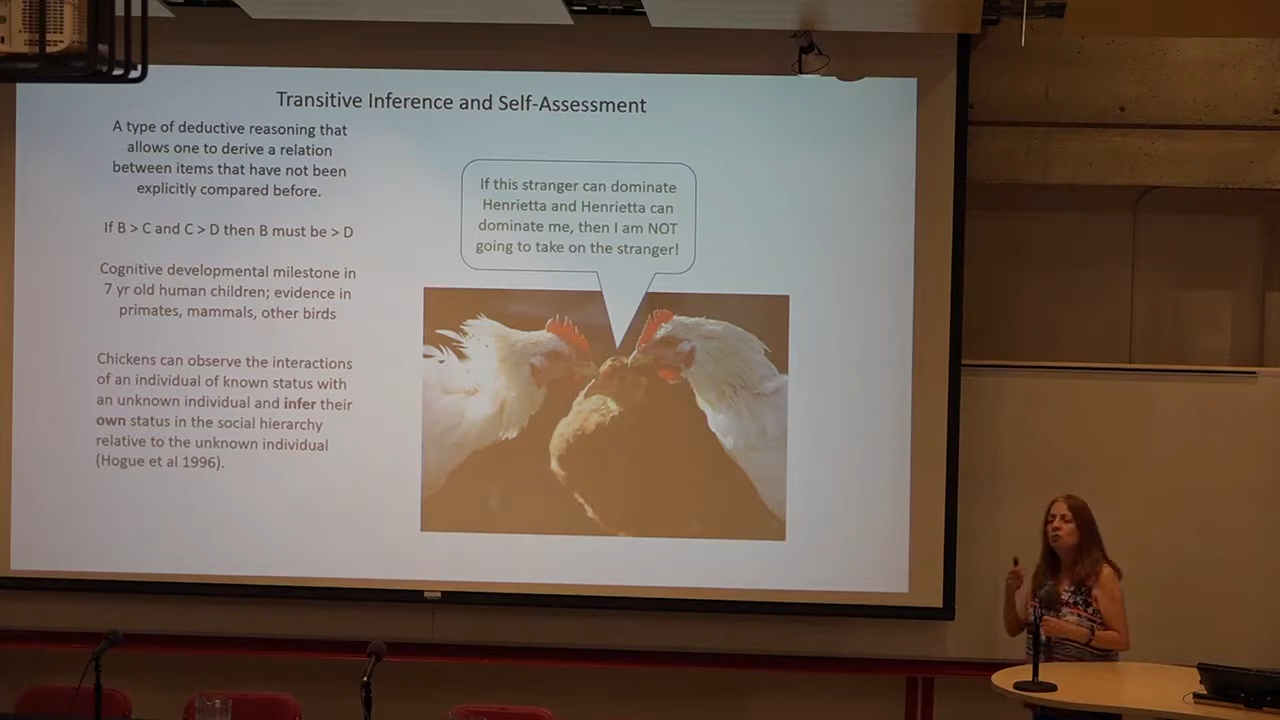 Transitive Inference and Self-Assessment
A type of deductive reasoning that
allows one to derive a relation
between items that have not been
explicitly compared before.
If B > C and C > D then B must be > D
Cognitive developmental milestone in
7 yr old human children; evidence in
primates, mammals, other birds
Chickens can observe the interactions
of an individual of known status with
an unknown individual and infer their
own status in the social hierarchy
relative to the unknown individual
(Hogue et al 1996).
If this stranger can dominate
Henrietta and Henrietta can
dominate me, then I am NOT
going to take on the stranger!